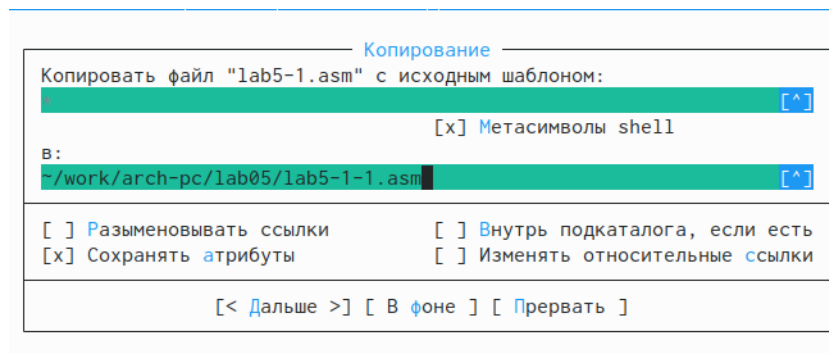 Копирование
Копировать файл "lab5-1.asm" с исходным шаблоном:
* [^]
[x] Метасимволы shell
в:
~/work/arch-pc/lab05/lab5-1-1.asm [^]
[ ] Разыменовывать ссылки [ ] Внутрь подкаталога, если есть
[x] Сохранять атрибуты [ ] Изменять относительные ссылки
[< Дальше >] [ В фоне ] [ Прервать ]